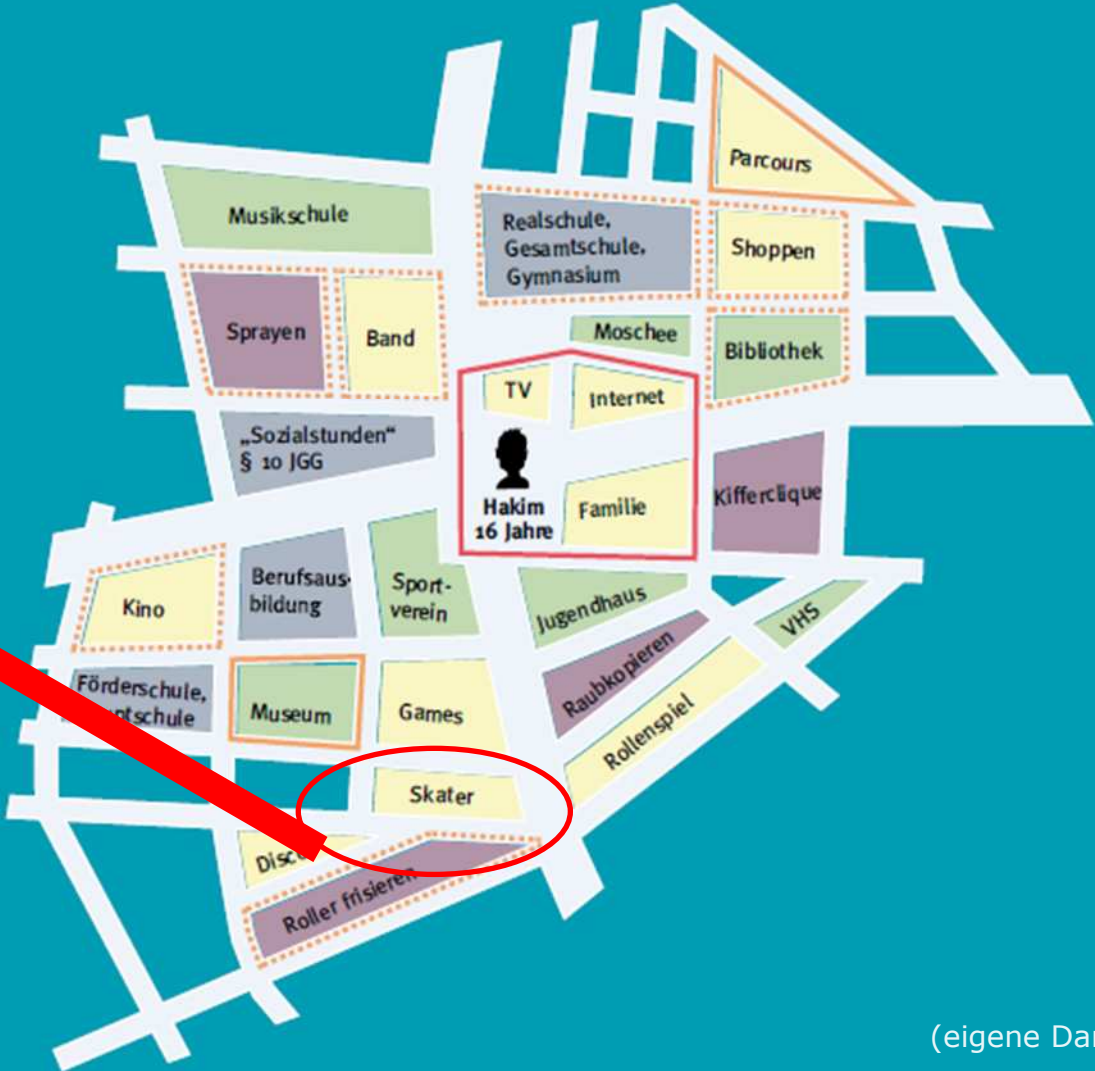 Parcours
Musikschule
Realschule,
Gesamtschule,
Gymnasium
Shoppen
Sprayen
Band
Moschee
Bibliothek
TV
Internet
„Sozialstunden“
§ 10 JGG
Hakim
16 Jahre
Familie
Kifferclique
Kino
Berufsaus-
bildung
Sport-
verein
Jugendhaus
VHS
Raubkopieren
Rollenspiel
Förderschule,
Museum
Games
Skater
Roller frisieren
(eigene